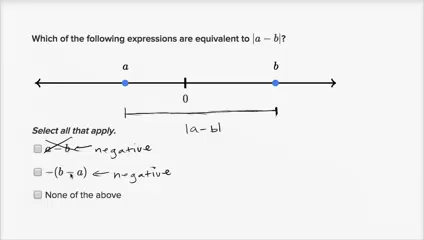 Which of the following expressions are equivalent to |a − b|?
a b
0
|a-b|
Select all that apply.
a − b ← negative
−(b − a) ← negative
None of the above